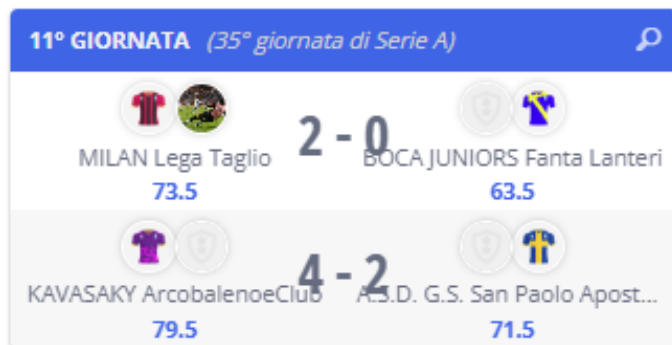 11º GIORNATA (35° giornata di Serie A)
2 - 0
MILAN Lega Taglio BOCA JUNIORS Fanta Lanteri
73.5 63.5
4 - 2
KAVASAKY ArcobalenoeClub A.S.D. G.S. San Paolo Apost...
79.5 71.5